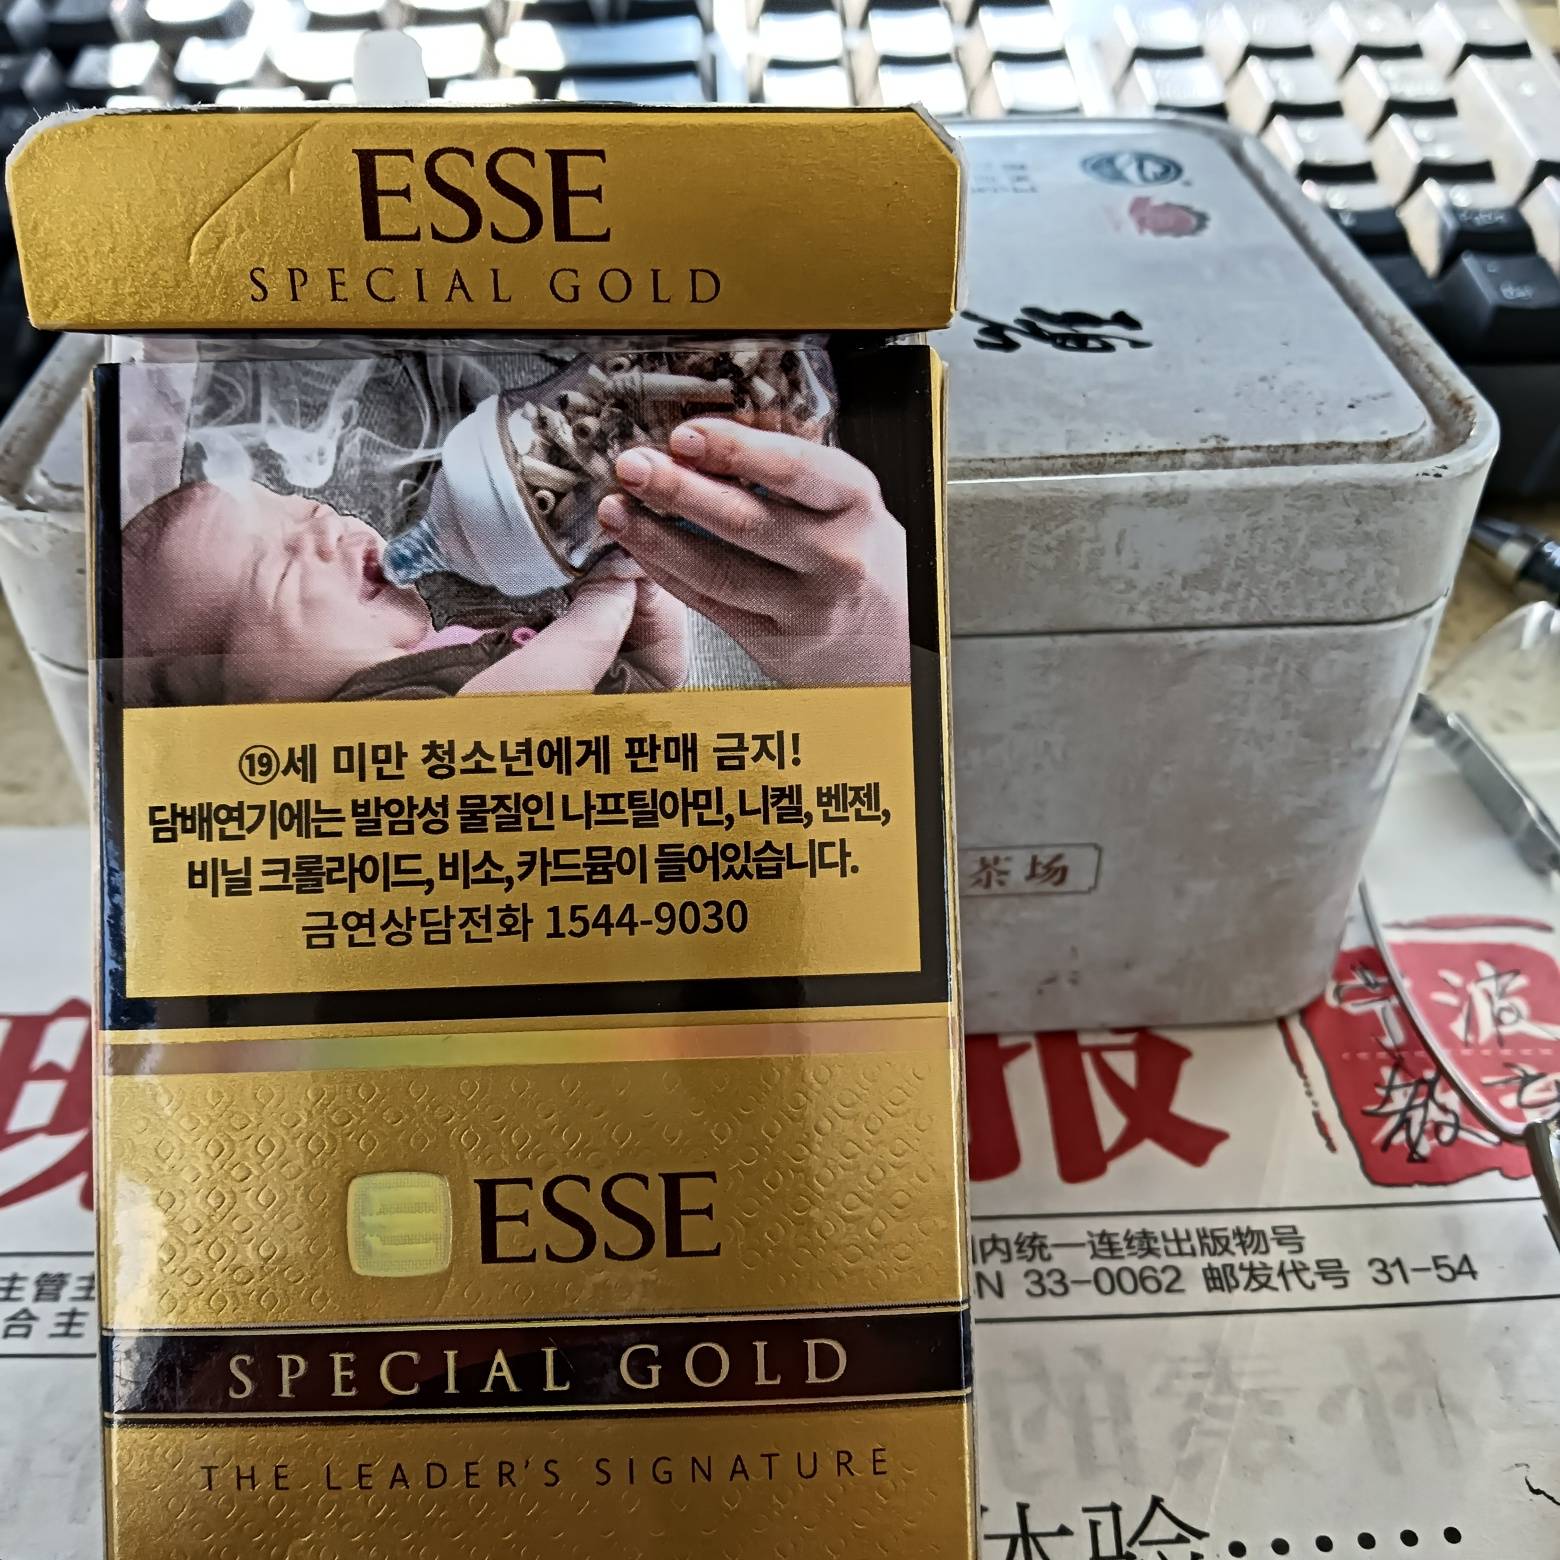 ESSE
SPECIAL GOLD
⑲세 미만 청소년에게 판매 금지!
담배연기에는 발암성 물질인 나프틸아민, 니켈, 벤젠,
비닐 크롤라이드, 비소, 카드뮴이 들어있습니다.
금연상담전화 1544-9030
ESSE
SPECIAL GOLD
THE LEADER'S SIGNATURE
茶场
报
宁波
教
内统一连续出版物号
N 33-0062 邮发代号 31-54
主管主
合主
体验……